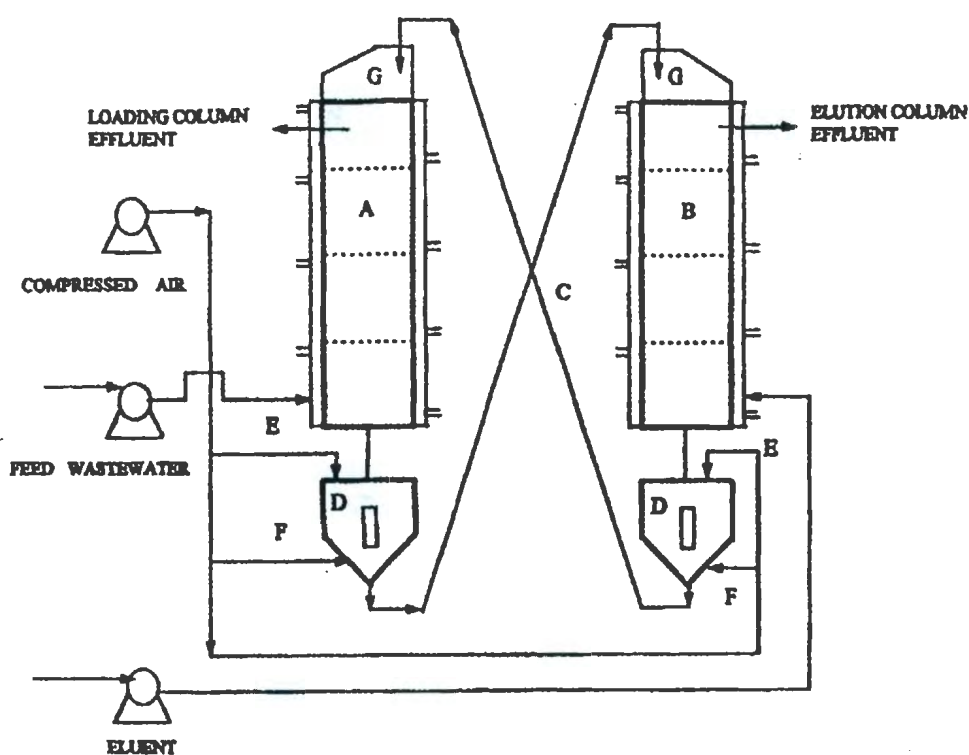 G
G
LOADING COLUMN
EFFLUENT
ELUTION COLUMN
EFFLUENT
A
B
COMPRESSED AIR
C
E
FEED WASTEWATER
E
D
D
F
F
ELUENT